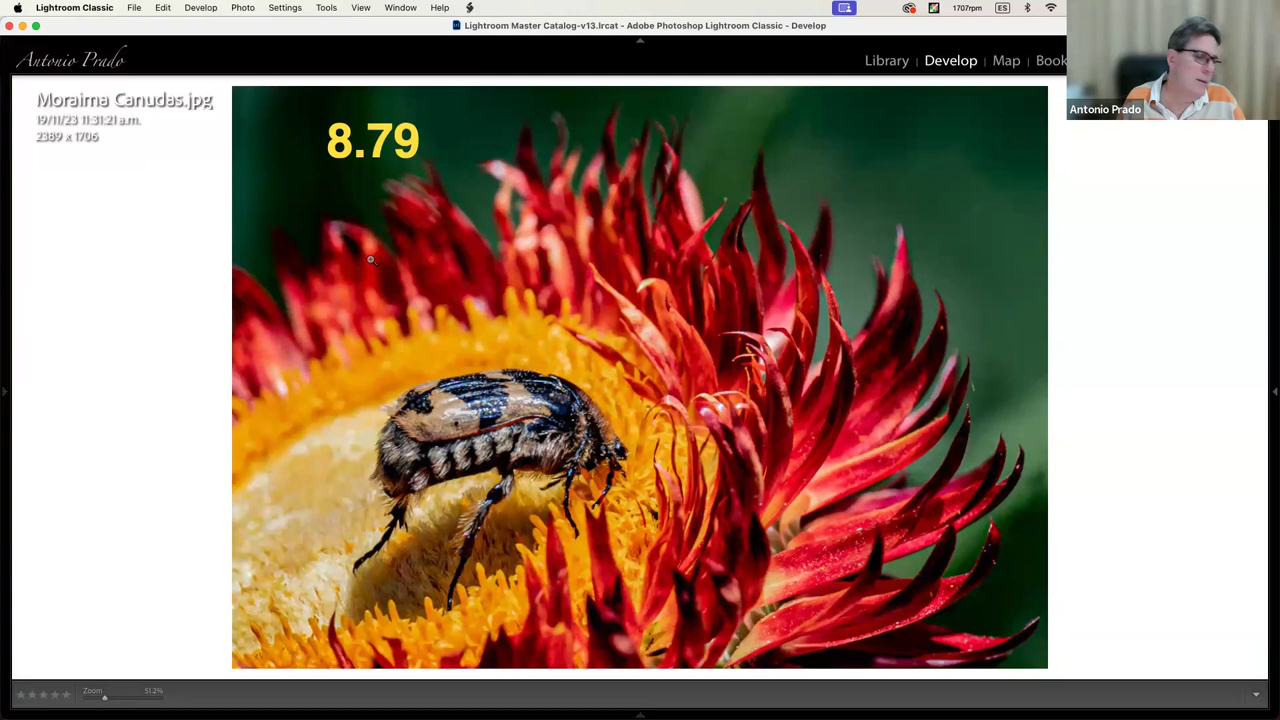 Lightroom Classic File Edit Develop Photo Settings Tools View Window Help 1707rpm ES
Lightroom Master Catalog-v13.lrcat - Adobe Photoshop Lightroom Classic - Develop
Antonio Prado
Library | Develop | Map | Book
Antonio Prado
Moraima Canudas.jpg
19/11/23 11:31:21 a.m.
2389 x 1706
8.79
Zoom 51.2%